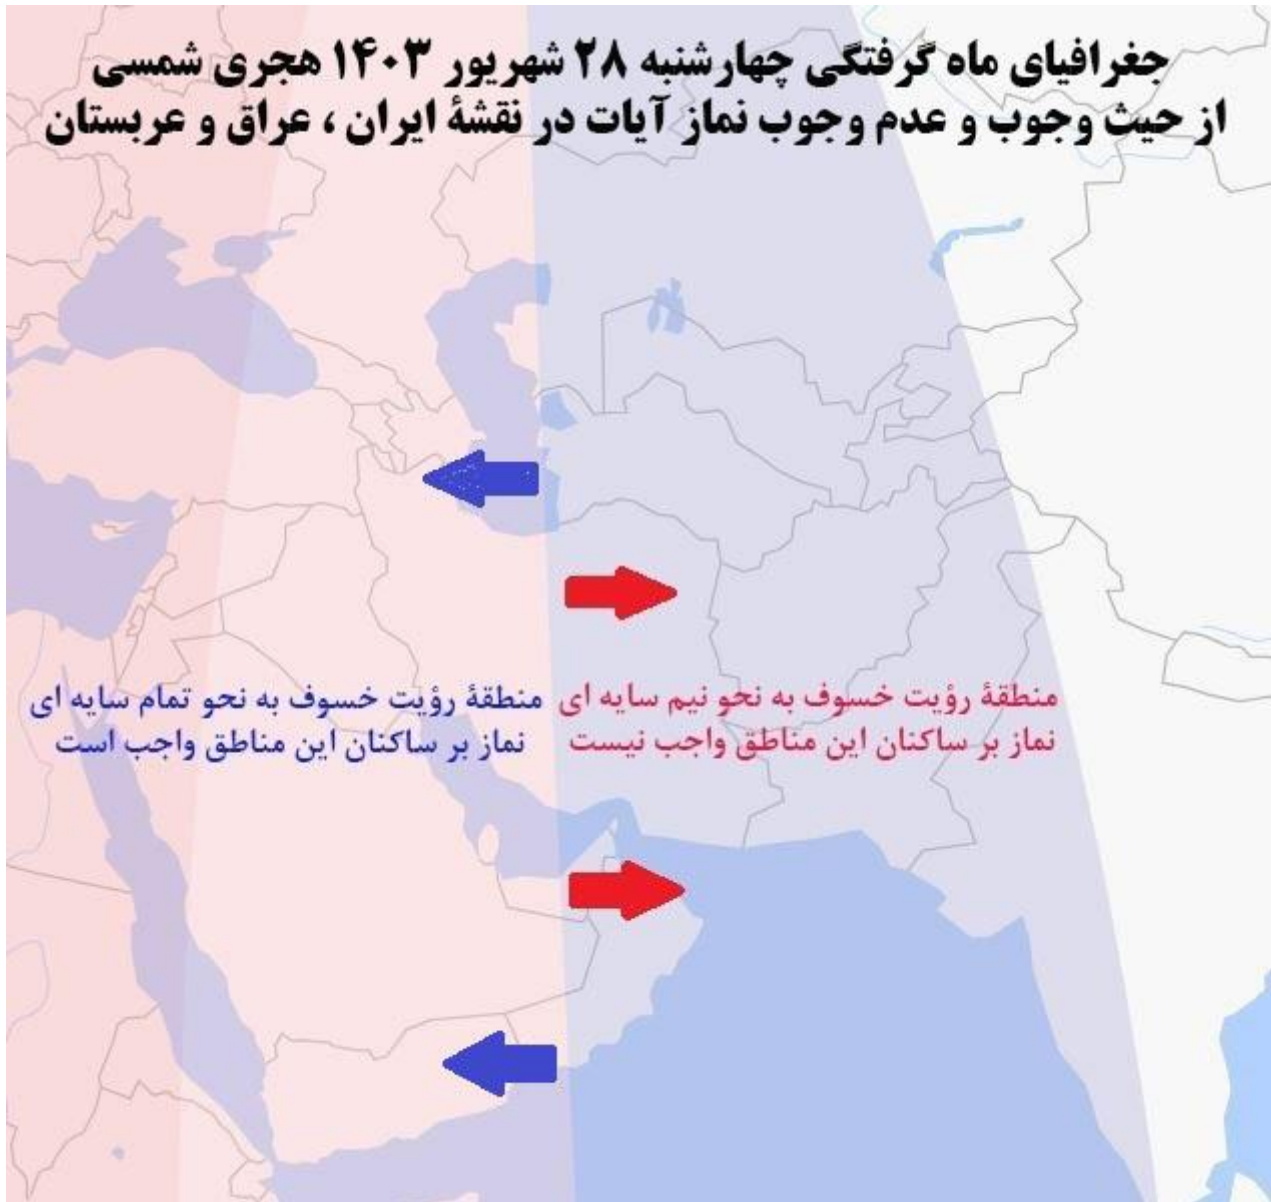 جغرافیای ماه گرفتگی چهارشنبه ۲۸ شهریور ۱۴۰۳ هجری شمسی
از حیث وجوب و عدم وجوب نماز آیات در نقشهٔ ایران ، عراق و عربستان
منطقهٔ رؤیت خسوف به نحو نیم سایه ای
نماز بر ساکنان این مناطق واجب نیست
منطقهٔ رؤیت خسوف به نحو تمام سایه ای
نماز بر ساکنان این مناطق واجب است